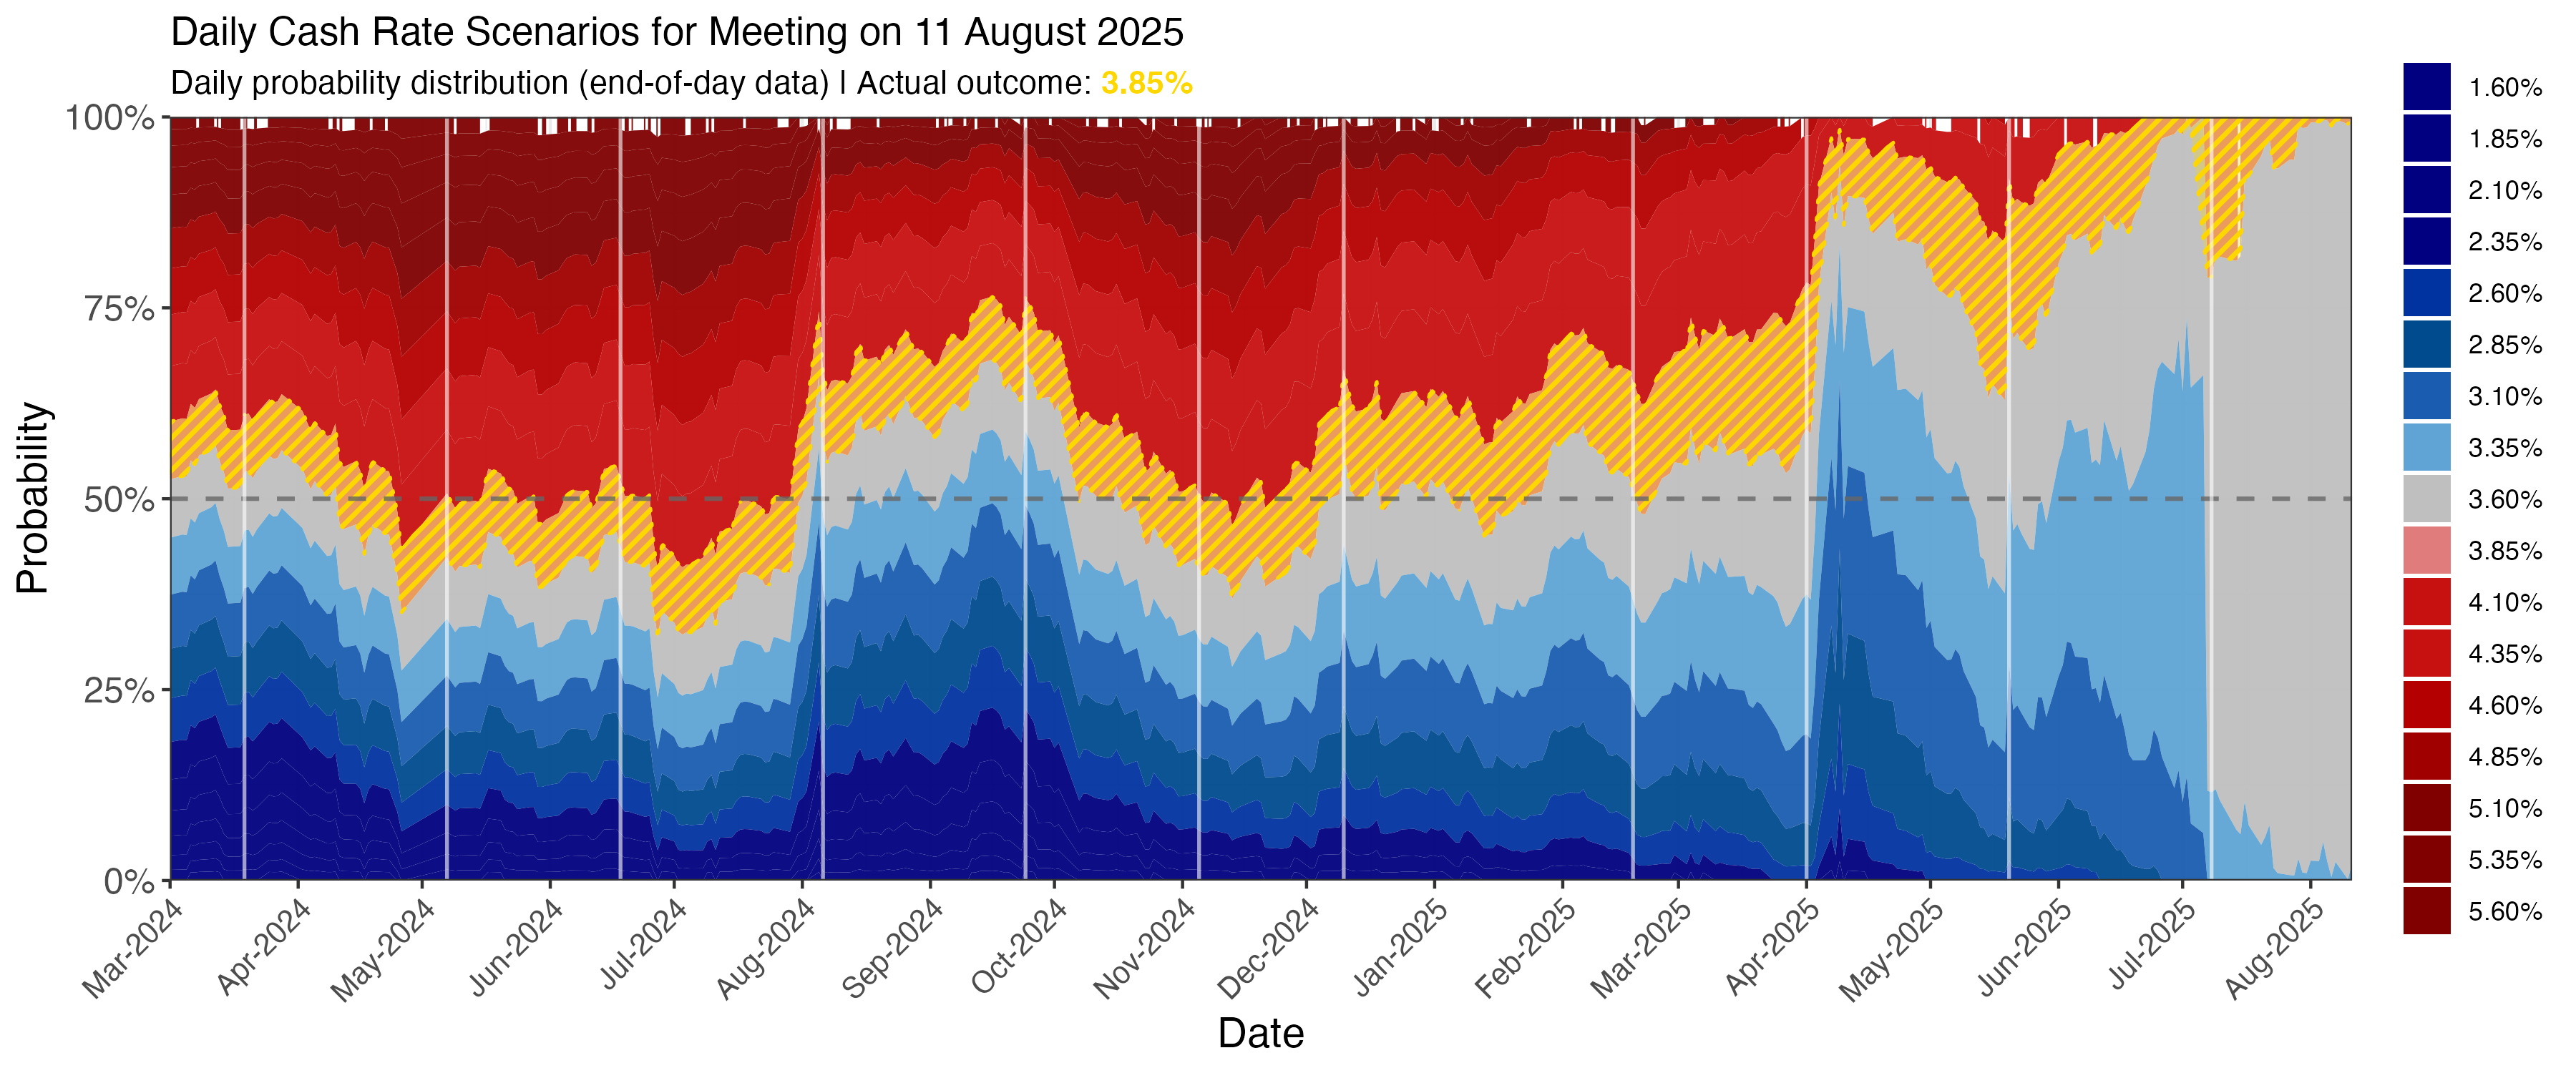 Daily Cash Rate Scenarios for Meeting on 11 August 2025
Daily probability distribution (end-of-day data) | Actual outcome: 3.85%
Probability
100%
75%
50%
25%
0%
Mar-2024
Apr-2024
May-2024
Jun-2024
Jul-2024
Aug-2024
Sep-2024
Oct-2024
Nov-2024
Dec-2024
Jan-2025
Feb-2025
Mar-2025
Apr-2025
May-2025
Jun-2025
Jul-2025
Aug-2025
Date
1.60%
1.85%
2.10%
2.35%
2.60%
2.85%
3.10%
3.35%
3.60%
3.85%
4.10%
4.35%
4.60%
4.85%
5.10%
5.35%
5.60%